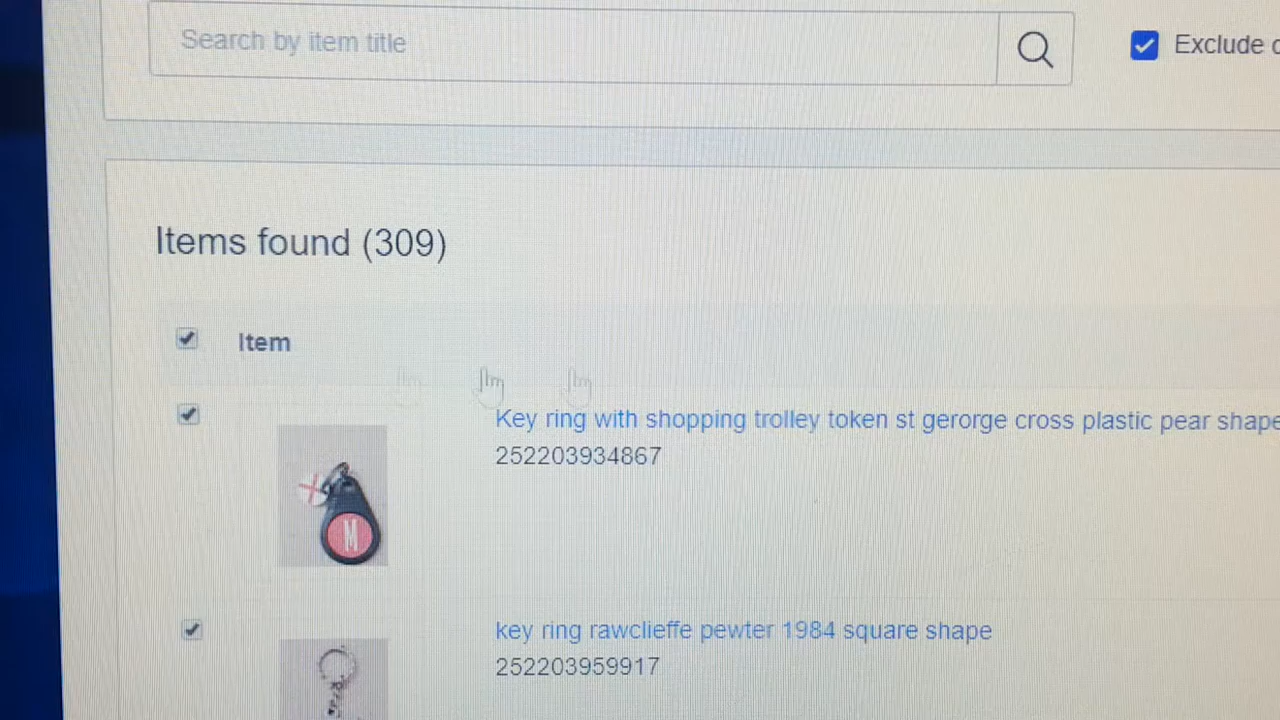 Search by item title
Exclude
Items found (309)
Item
Key ring with shopping trolley token st gerorge cross plastic pear shape
252203934867
M
key ring rawclieffe pewter 1984 square shape
252203959917